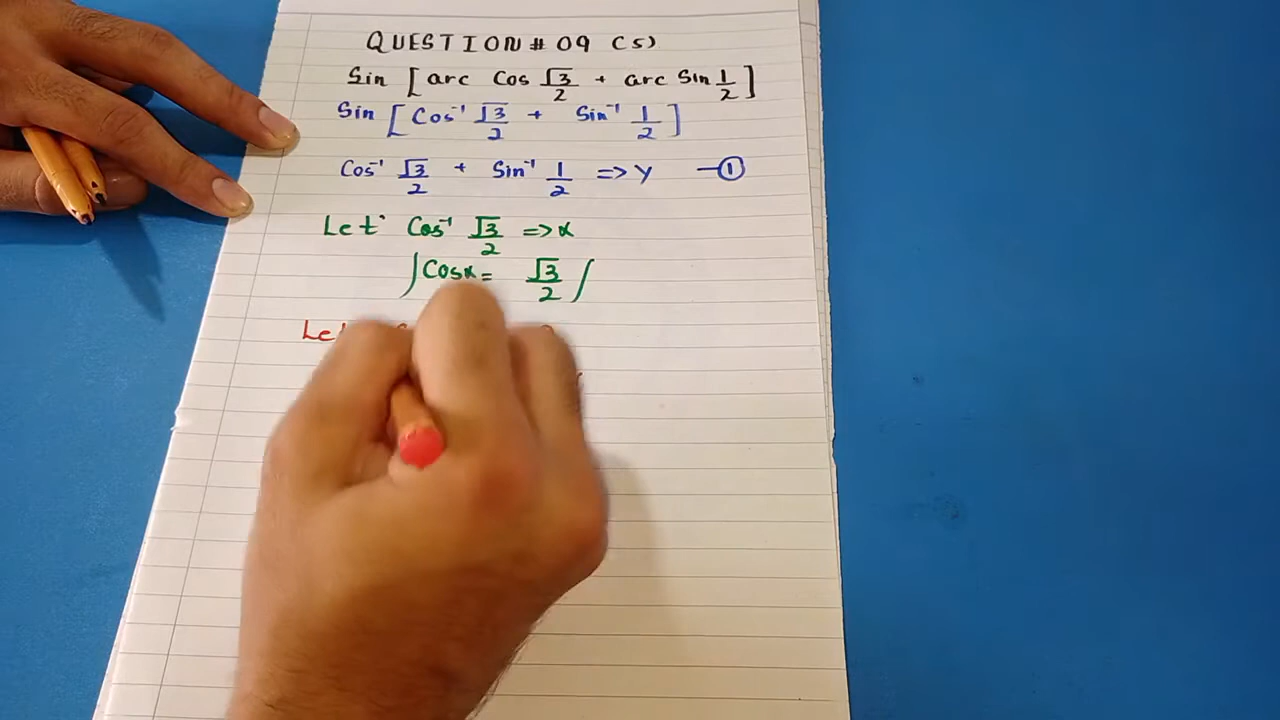 QUESTION # 09 (5)
Sin [arc Cos √3/2 + arc Sin 1/2]
Sin [Cos⁻¹ √3/2 + Sin⁻¹ 1/2]
Cos⁻¹ √3/2 + Sin⁻¹ 1/2 => Y —①
Let Cos⁻¹ √3/2 => α
Cosα = √3/2
Let